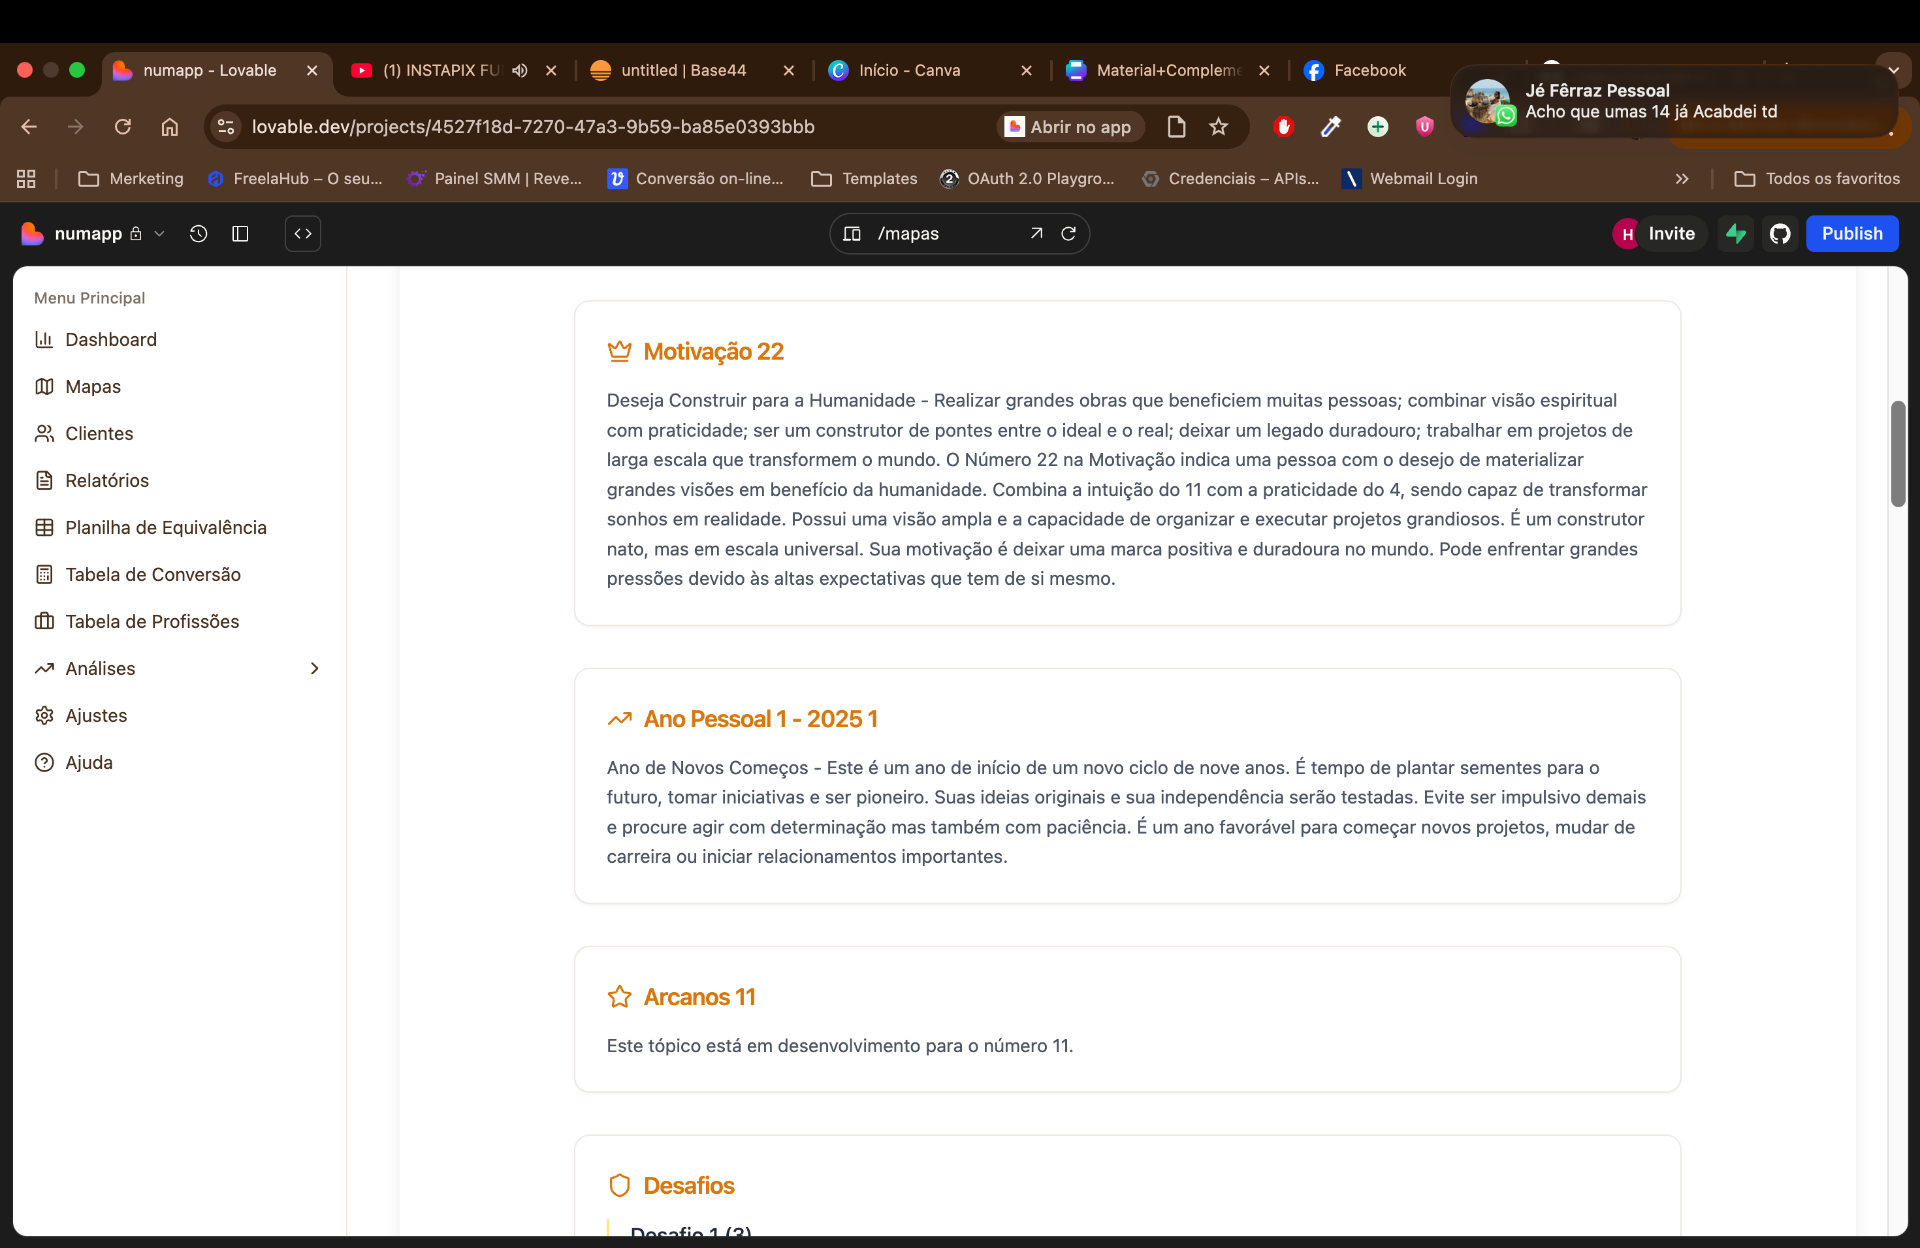 numapp - Lovable
(1) INSTAPIX FU
untitled | Base44
Início - Canva
Material+Compleme
Facebook
Jé Fêrraz Pessoal
Acho que umas 14 já Acabdei td
lovable.dev/projects/4527f18d-7270-47a3-9b59-ba85e0393bbb
Abrir no app
Merketing
FreelaHub – O seu...
Painel SMM | Reve...
Conversão on-line...
Templates
OAuth 2.0 Playgro...
Credenciais – APIs...
Webmail Login
Todos os favoritos
numapp
/mapas
H
Invite
Publish
Menu Principal
Dashboard
Mapas
Clientes
Relatórios
Planilha de Equivalência
Tabela de Conversão
Tabela de Profissões
Análises
Ajustes
Ajuda
Motivação 22
Deseja Construir para a Humanidade - Realizar grandes obras que beneficiem muitas pessoas; combinar visão espiritual
com praticidade; ser um construtor de pontes entre o ideal e o real; deixar um legado duradouro; trabalhar em projetos de
larga escala que transformem o mundo. O Número 22 na Motivação indica uma pessoa com o desejo de materializar
grandes visões em benefício da humanidade. Combina a intuição do 11 com a praticidade do 4, sendo capaz de transformar
sonhos em realidade. Possui uma visão ampla e a capacidade de organizar e executar projetos grandiosos. É um construtor
nato, mas em escala universal. Sua motivação é deixar uma marca positiva e duradoura no mundo. Pode enfrentar grandes
pressões devido às altas expectativas que tem de si mesmo.
Ano Pessoal 1 - 2025 1
Ano de Novos Começos - Este é um ano de início de um novo ciclo de nove anos. É tempo de plantar sementes para o
futuro, tomar iniciativas e ser pioneiro. Suas ideias originais e sua independência serão testadas. Evite ser impulsivo demais
e procure agir com determinação mas também com paciência. É um ano favorável para começar novos projetos, mudar de
carreira ou iniciar relacionamentos importantes.
Arcanos 11
Este tópico está em desenvolvimento para o número 11.
Desafios
Desafio 1 (3)